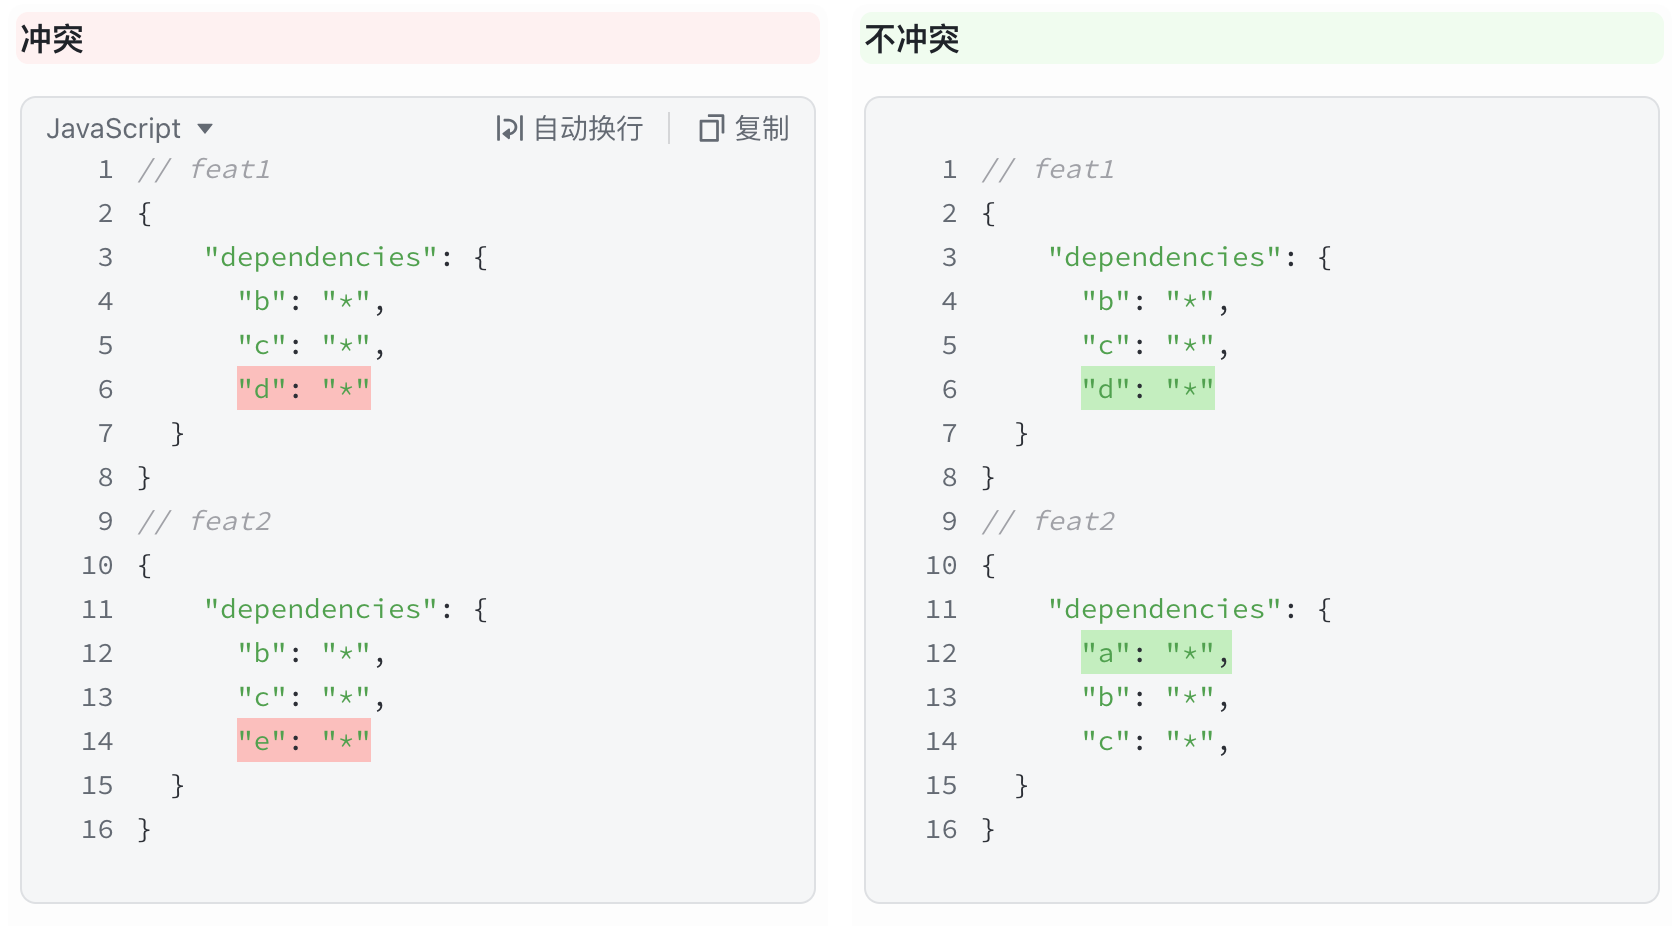 冲突
JavaScript 自动换行 复制
1 // feat1
2 {
3     "dependencies": {
4       "b": "*",
5       "c": "*",
6       "d": "*"
7   }
8 }
9 // feat2
10 {
11     "dependencies": {
12       "b": "*",
13       "c": "*",
14       "e": "*"
15   }
16 }
不冲突
1 // feat1
2 {
3     "dependencies": {
4       "b": "*",
5       "c": "*",
6       "d": "*"
7   }
8 }
9 // feat2
10 {
11     "dependencies": {
12       "a": "*",
13       "b": "*",
14       "c": "*",
15   }
16 }